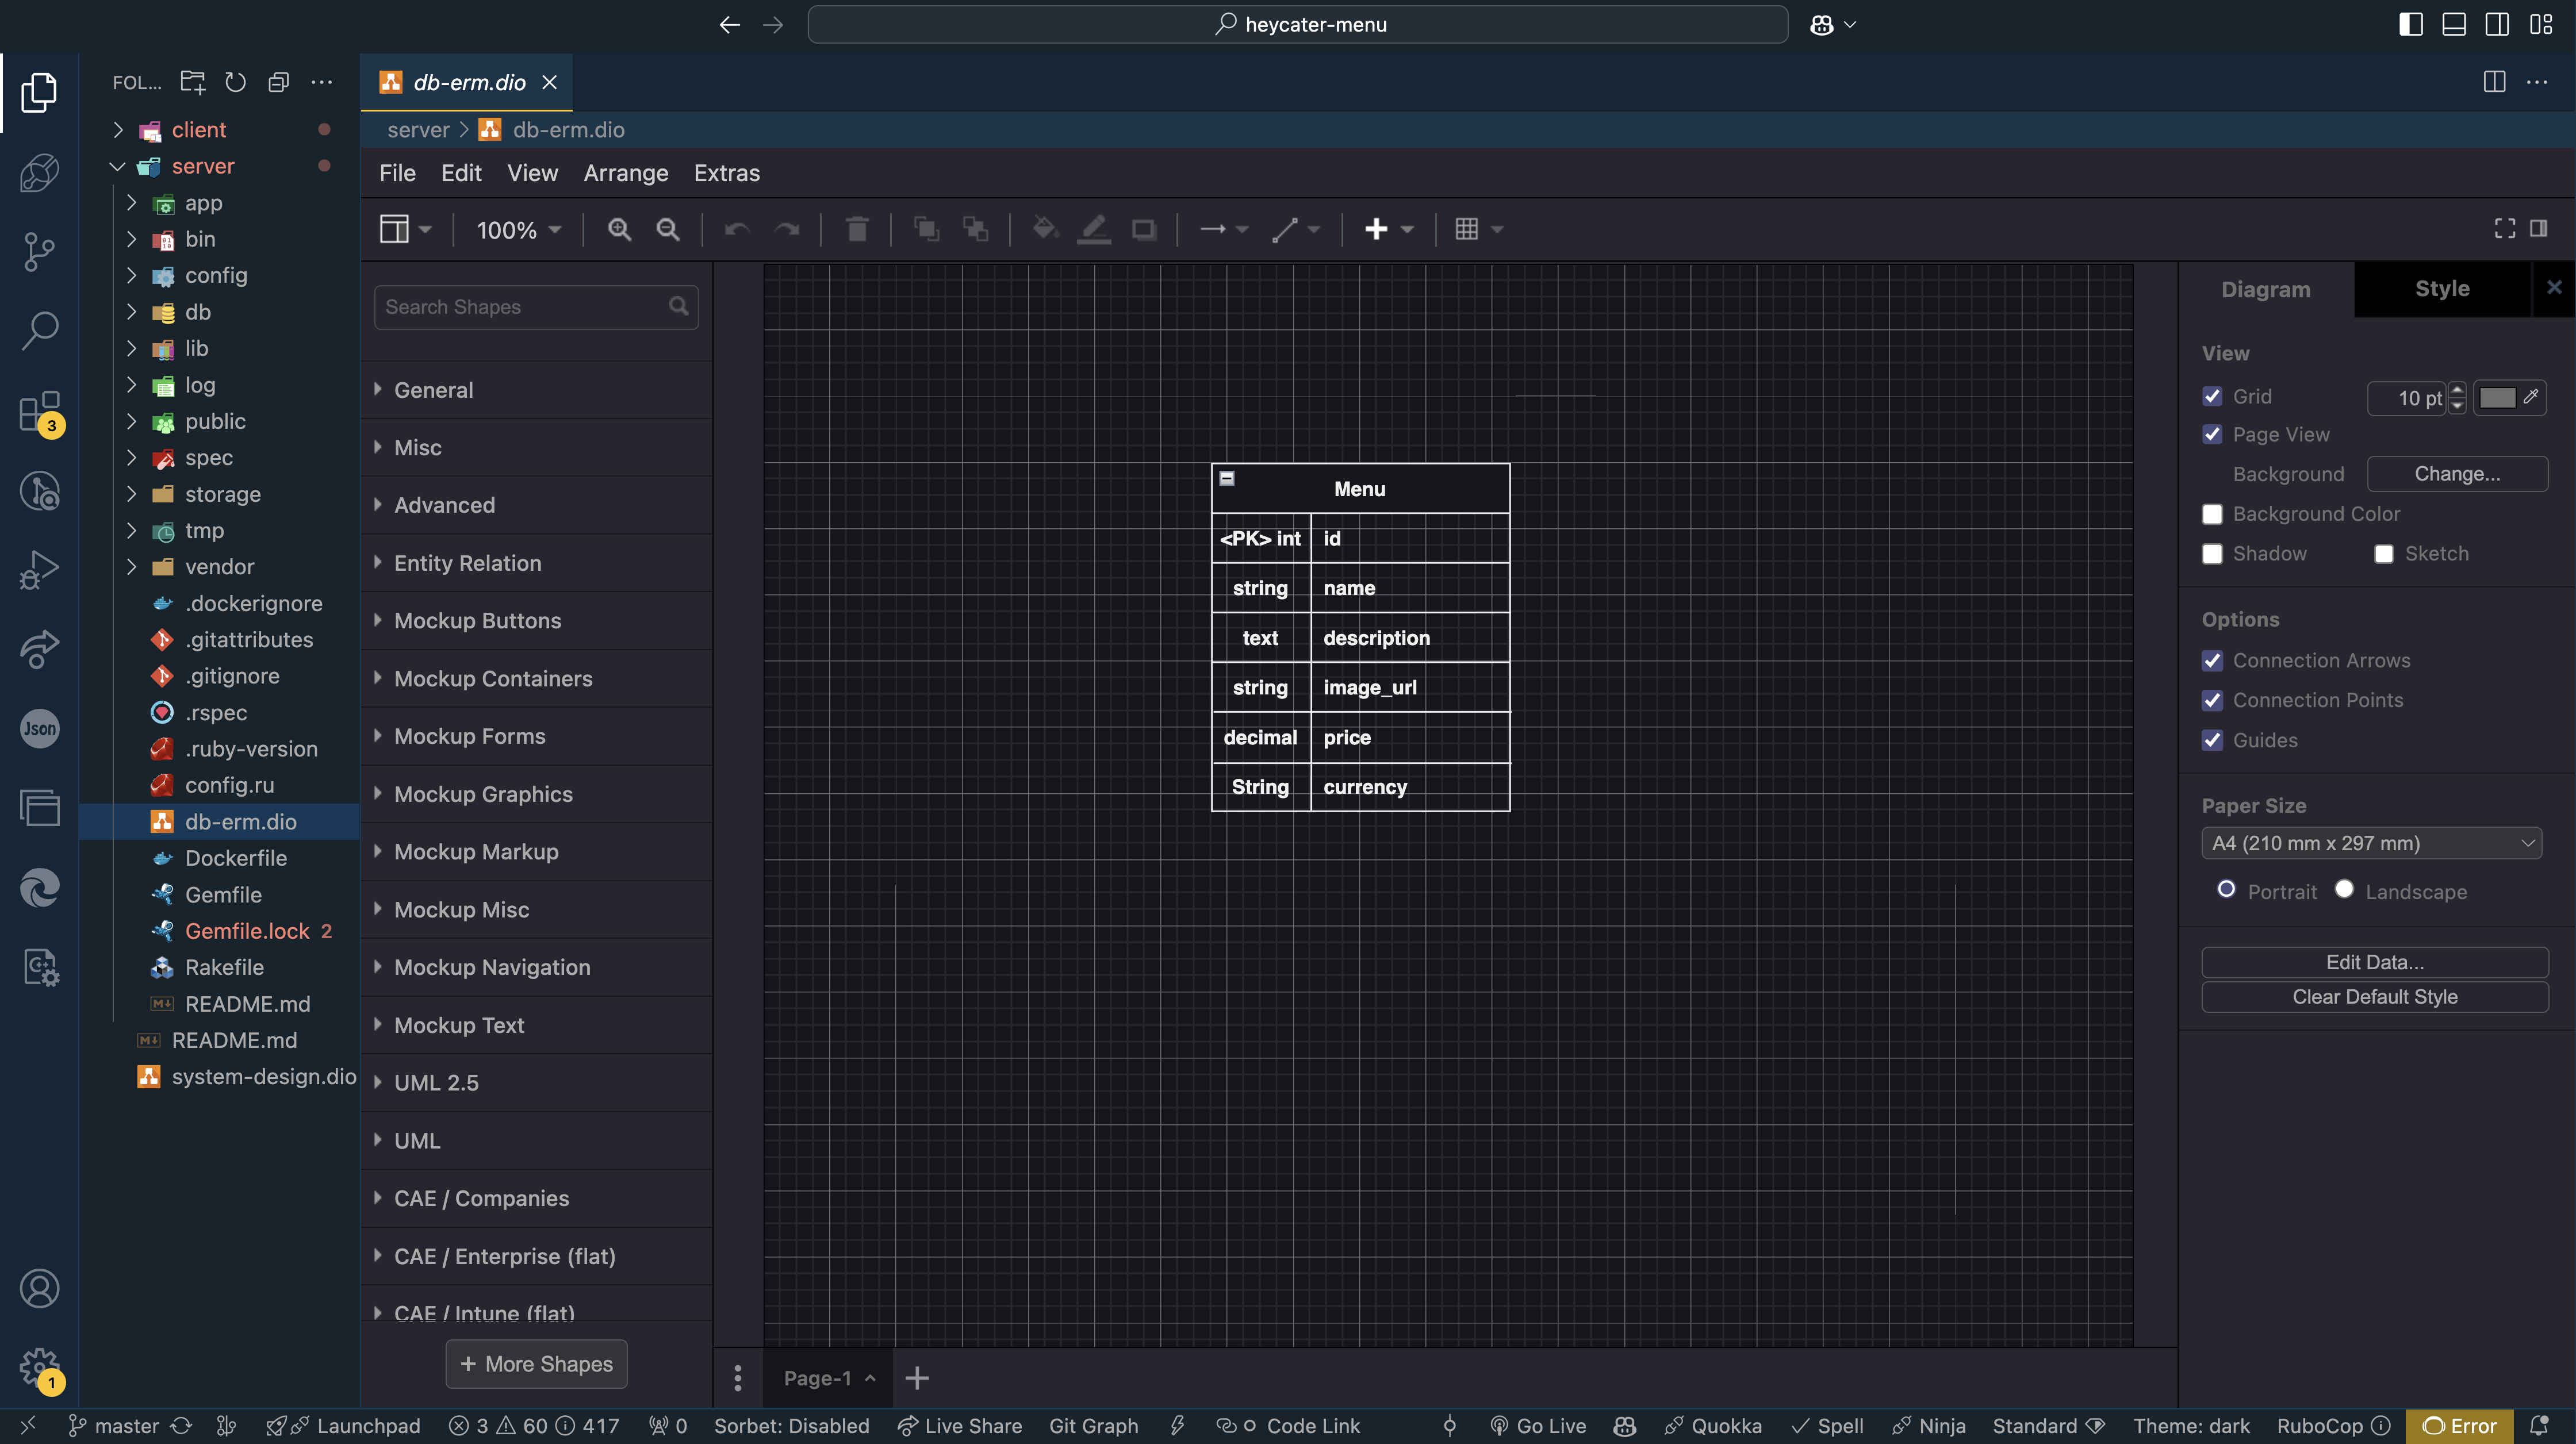 heycater-menu
FOL...
client
server
app
bin
config
db
lib
log
public
spec
storage
tmp
vendor
.dockerignore
.gitattributes
.gitignore
.rspec
.ruby-version
config.ru
db-erm.dio
Dockerfile
Gemfile
Gemfile.lock 2
Rakefile
README.md
README.md
system-design.dio
3
Json
1
db-erm.dio
server > db-erm.dio
File Edit View Arrange Extras
100%
Search Shapes
General
Misc
Advanced
Entity Relation
Mockup Buttons
Mockup Containers
Mockup Forms
Mockup Graphics
Mockup Markup
Mockup Misc
Mockup Navigation
Mockup Text
UML 2.5
UML
CAE / Companies
CAE / Enterprise (flat)
CAE / Intune (flat)
+ More Shapes
Menu
<PK> int id
string name
text description
string image_url
decimal price
String currency
Page-1
Diagram Style
View
Grid 10 pt
Page View
Background Change...
Background Color
Shadow Sketch
Options
Connection Arrows
Connection Points
Guides
Paper Size
A4 (210 mm x 297 mm)
Portrait Landscape
Edit Data...
Clear Default Style
master Launchpad 3 60 417 0 Sorbet: Disabled Live Share Git Graph Code Link Go Live Quokka Spell Ninja Standard Theme: dark RuboCop Error